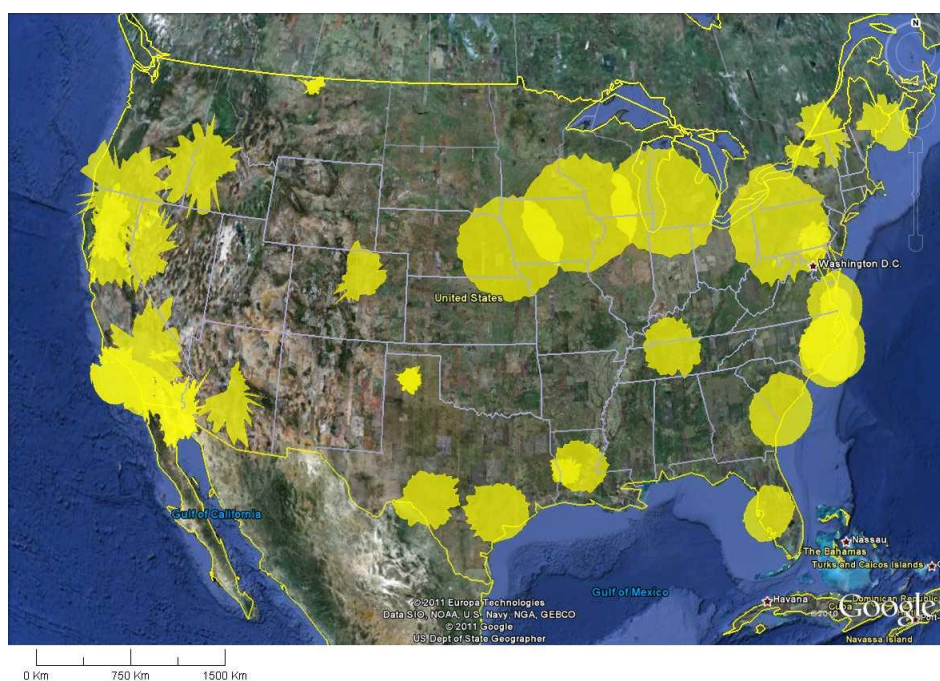 N
Washington D.C.
United States
Gulf of California
Nassau
The Bahamas
Turks and Caicos Islands
Gulf of Mexico
Havana
Dominican Republic
Cuba
© 2011 Europa Technologies
Data SIO, NOAA, U.S. Navy, NGA, GEBCO
© 2011 Google
US Dept of State Geographer
Google
Navassa Island
0 Km 750 Km 1500 Km